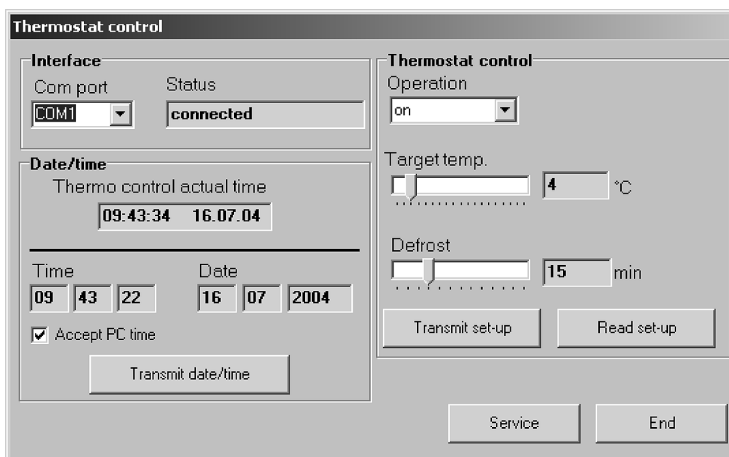 Thermostat control
Interface
Com port
Status
COM1
connected
Date/time
Thermo control actual time
09:43:34 16.07.04
Time
Date
09 43 22
16 07 2004
Accept PC time
Transmit date/time
Thermostat control
Operation
on
Target temp.
4 °C
Defrost
15 min
Transmit set-up
Read set-up
Service
End